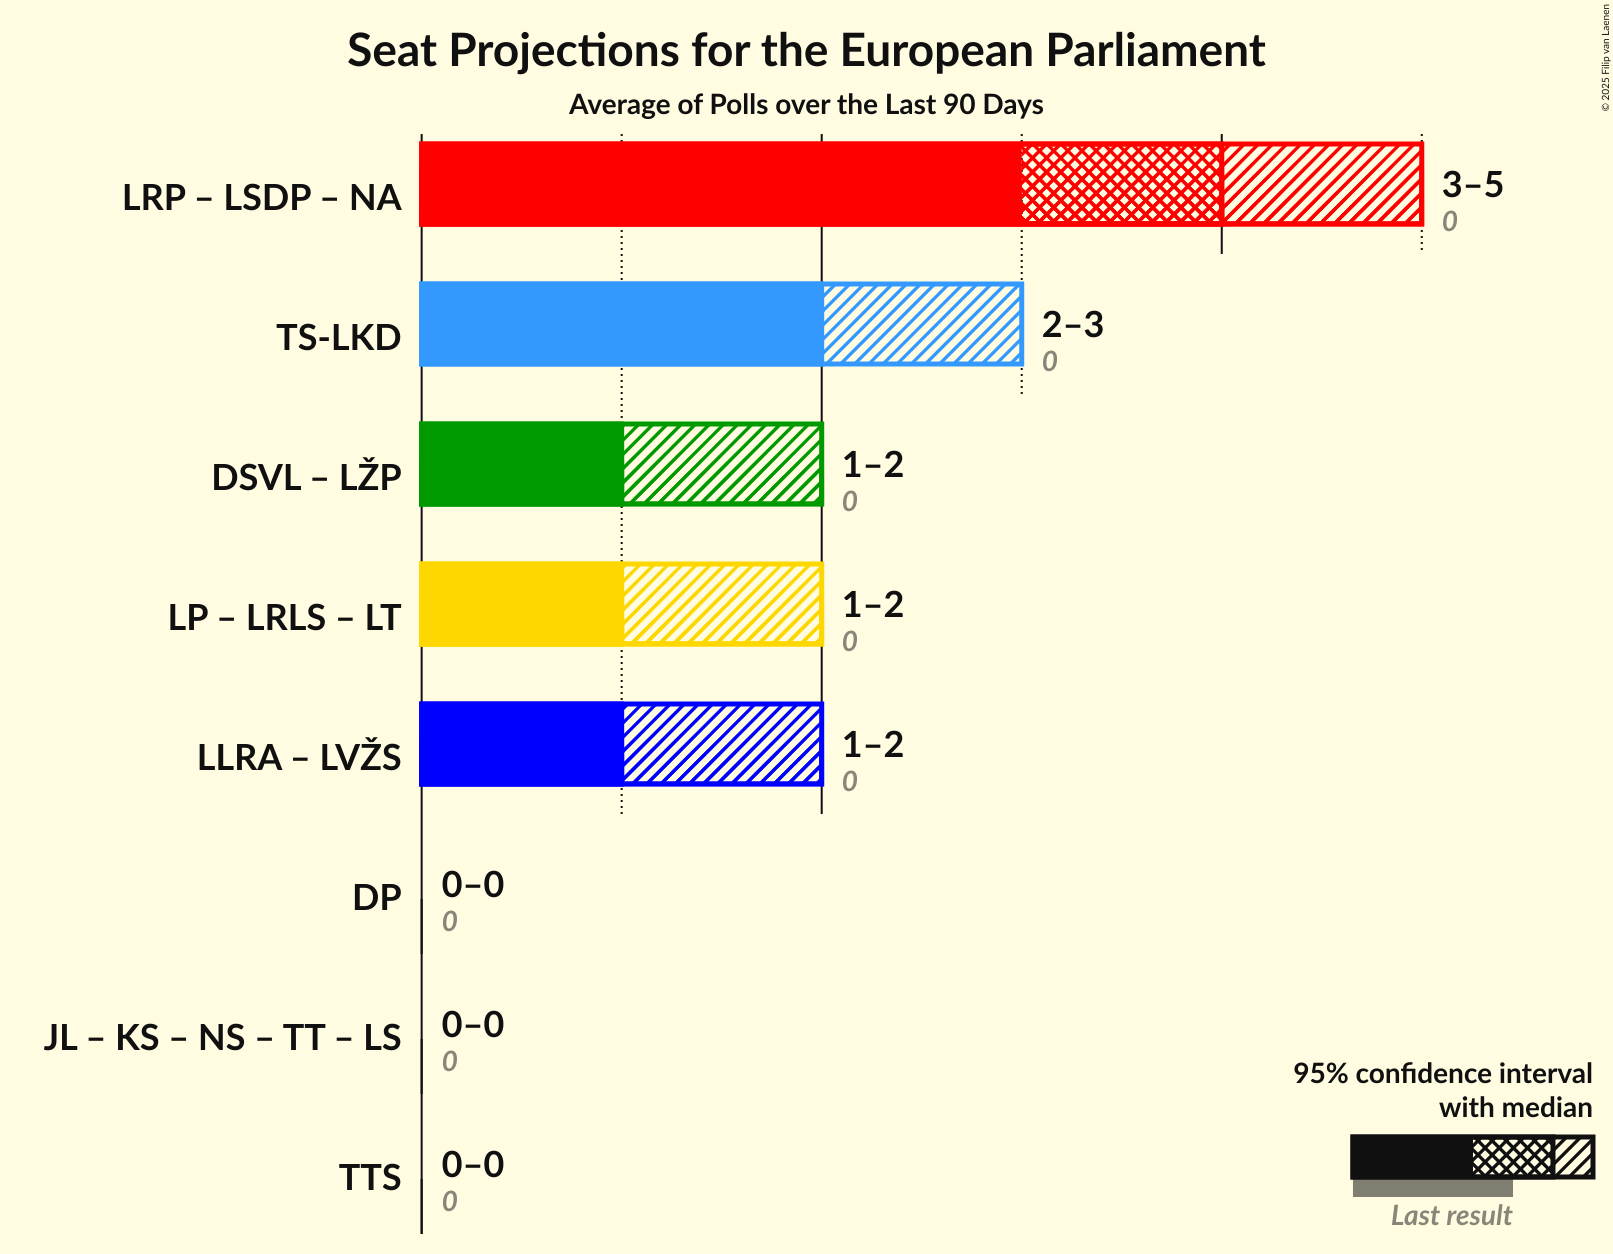 Seat Projections for the European Parliament
Average of Polls over the Last 90 Days
© 2025 Filip van Laenen
LRP – LSDP – NA
3–5
0
TS-LKD
2–3
0
DSVL – LŽP
1–2
0
LP – LRLS – LT
1–2
0
LLRA – LVŽS
1–2
0
DP
0–0
0
JL – KS – NS – TT – LS
0–0
0
TTS
0–0
0
95% confidence interval
with median
Last result